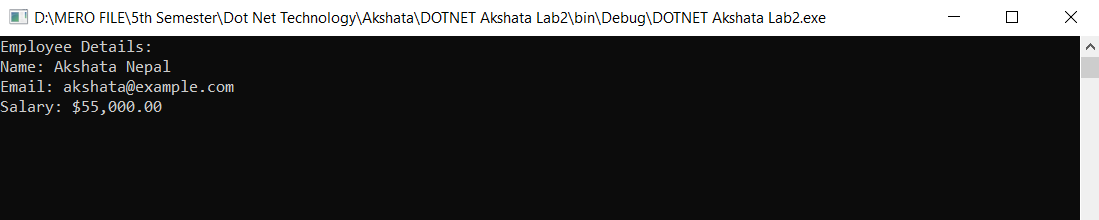 D:\MERO FILE\5th Semester\Dot Net Technology\Akshata\DOTNET Akshata Lab2\bin\Debug\DOTNET Akshata Lab2.exe
Employee Details:
Name: Akshata Nepal
Email: akshata@example.com
Salary: $55,000.00